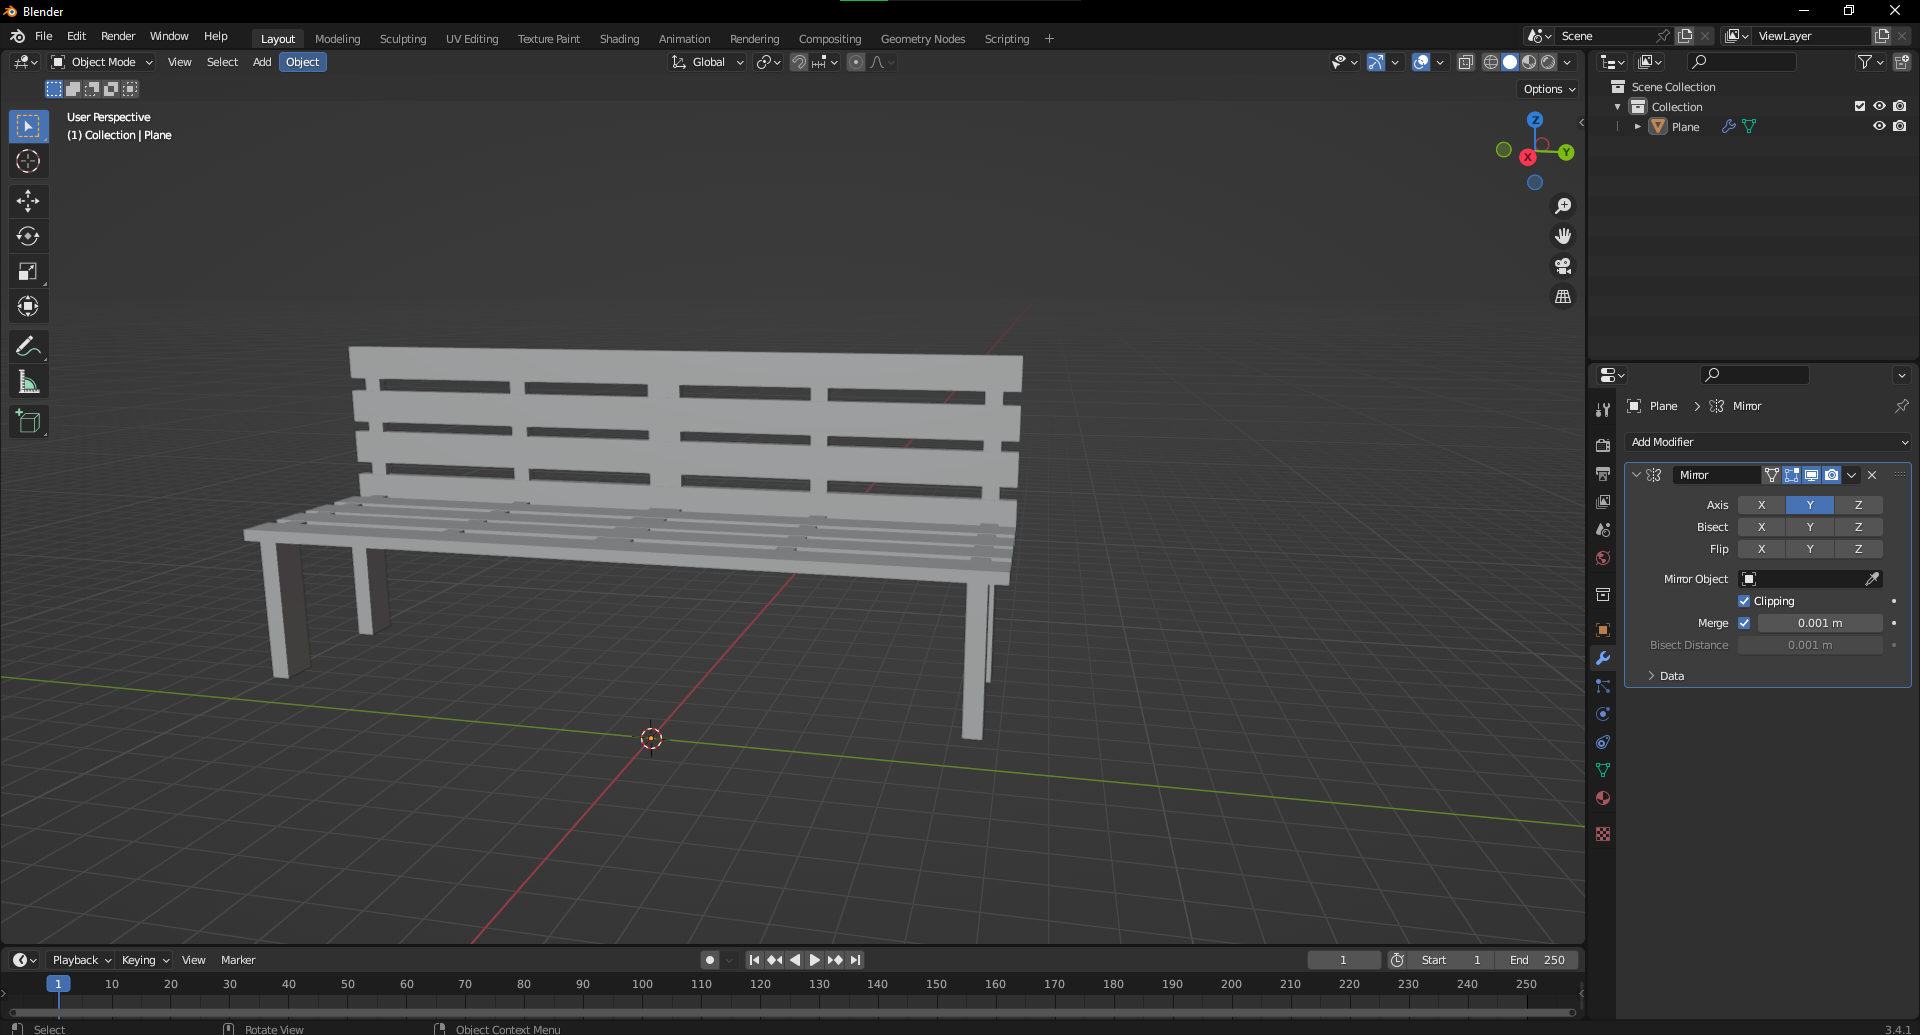 Blender
File Edit Render Window Help Layout Modeling Sculpting UV Editing Texture Paint Shading Animation Rendering Compositing Geometry Nodes Scripting Scene ViewLayer
Object Mode View Select Add Object Global
Options
User Perspective
(1) Collection | Plane
Z
Y
X
Scene Collection
Collection
Plane
Plane Mirror
Add Modifier
Mirror
Axis X Y Z
Bisect X Y Z
Flip X Y Z
Mirror Object
Clipping
Merge 0.001 m
Bisect Distance 0.001 m
Data
Playback Keying View Marker 1 Start 1 End 250
1 10 20 30 40 50 60 70 80 90 100 110 120 130 140 150 160 170 180 190 200 210 220 230 240 250
Select Rotate View Object Context Menu 3.4.1